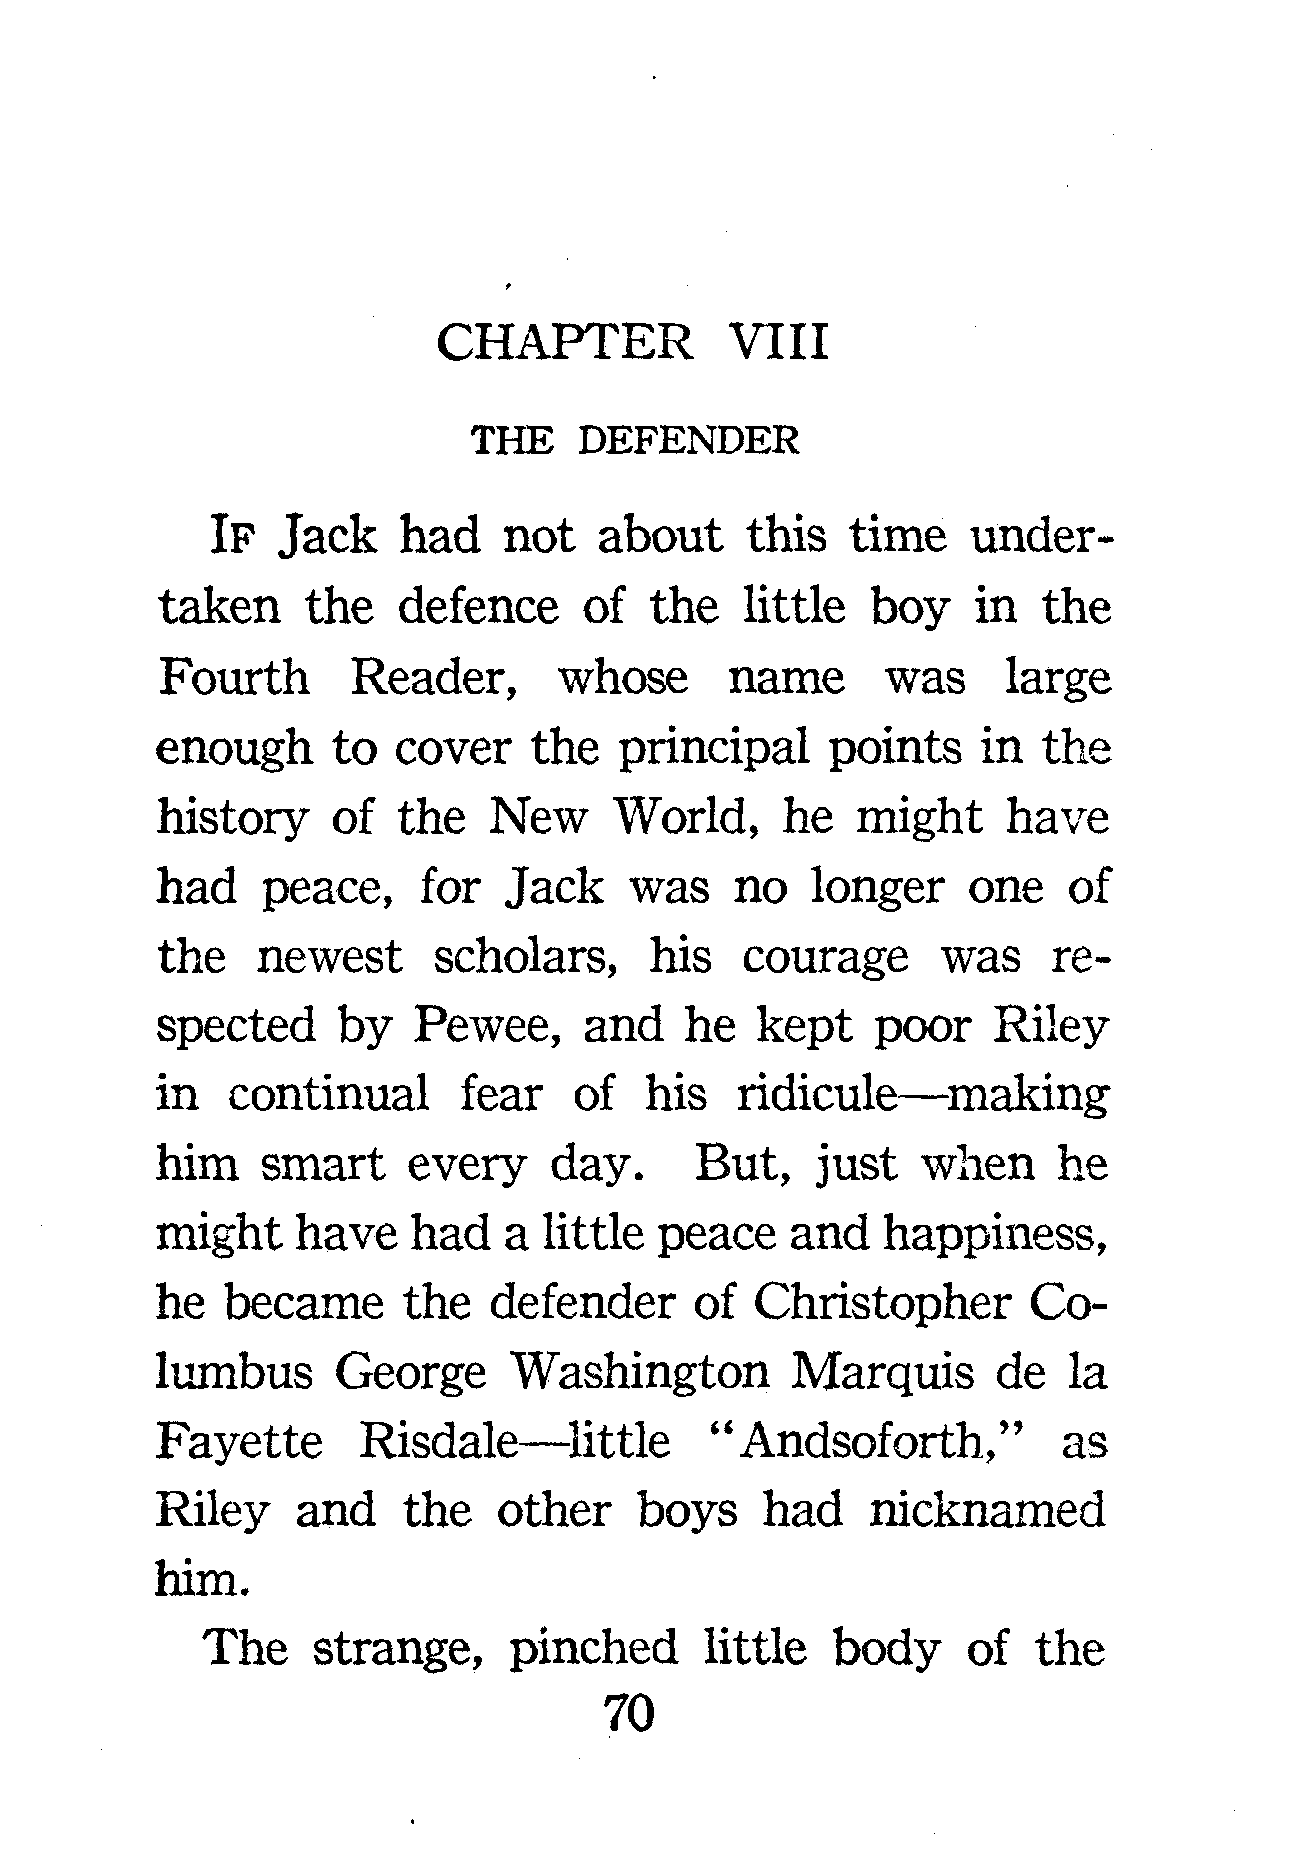 CHAPTER VIII
THE DEFENDER
IF Jack had not about this time under-
taken the defence of the little boy in the
Fourth Reader, whose name was large
enough to cover the principal points in the
history of the New World, he might have
had peace, for Jack was no longer one of
the newest scholars, his courage was re-
spected by Pewee, and he kept poor Riley
in continual fear of his ridicule—making
him smart every day. But, just when he
might have had a little peace and happiness,
he became the defender of Christopher Co-
lumbus George Washington Marquis de la
Fayette Risdale—little “Andsoforth,” as
Riley and the other boys had nicknamed
him.
The strange, pinched little body of the
70